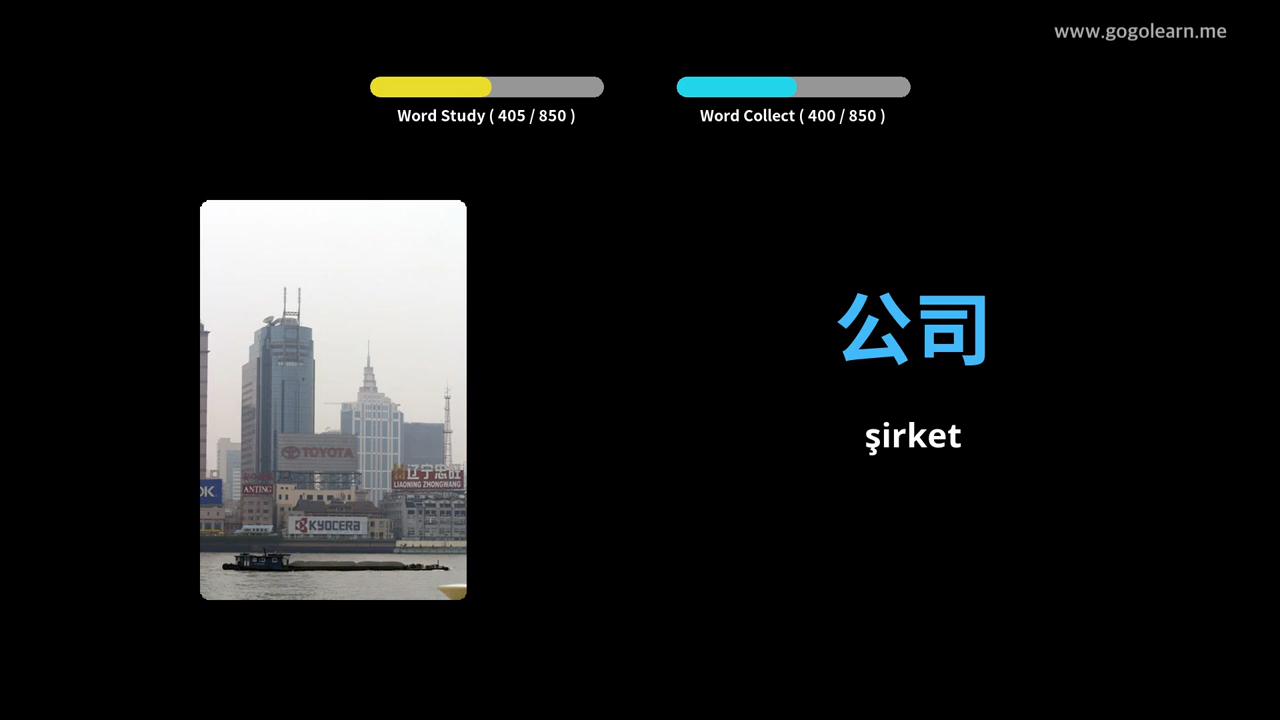 www.gogolearn.me
Word Study ( 405 / 850 )
Word Collect ( 400 / 850 )
公司
şirket
TOYOTA
辽宁忠旺
LIAONING ZHONGWANG
ANTING
KYOCERA